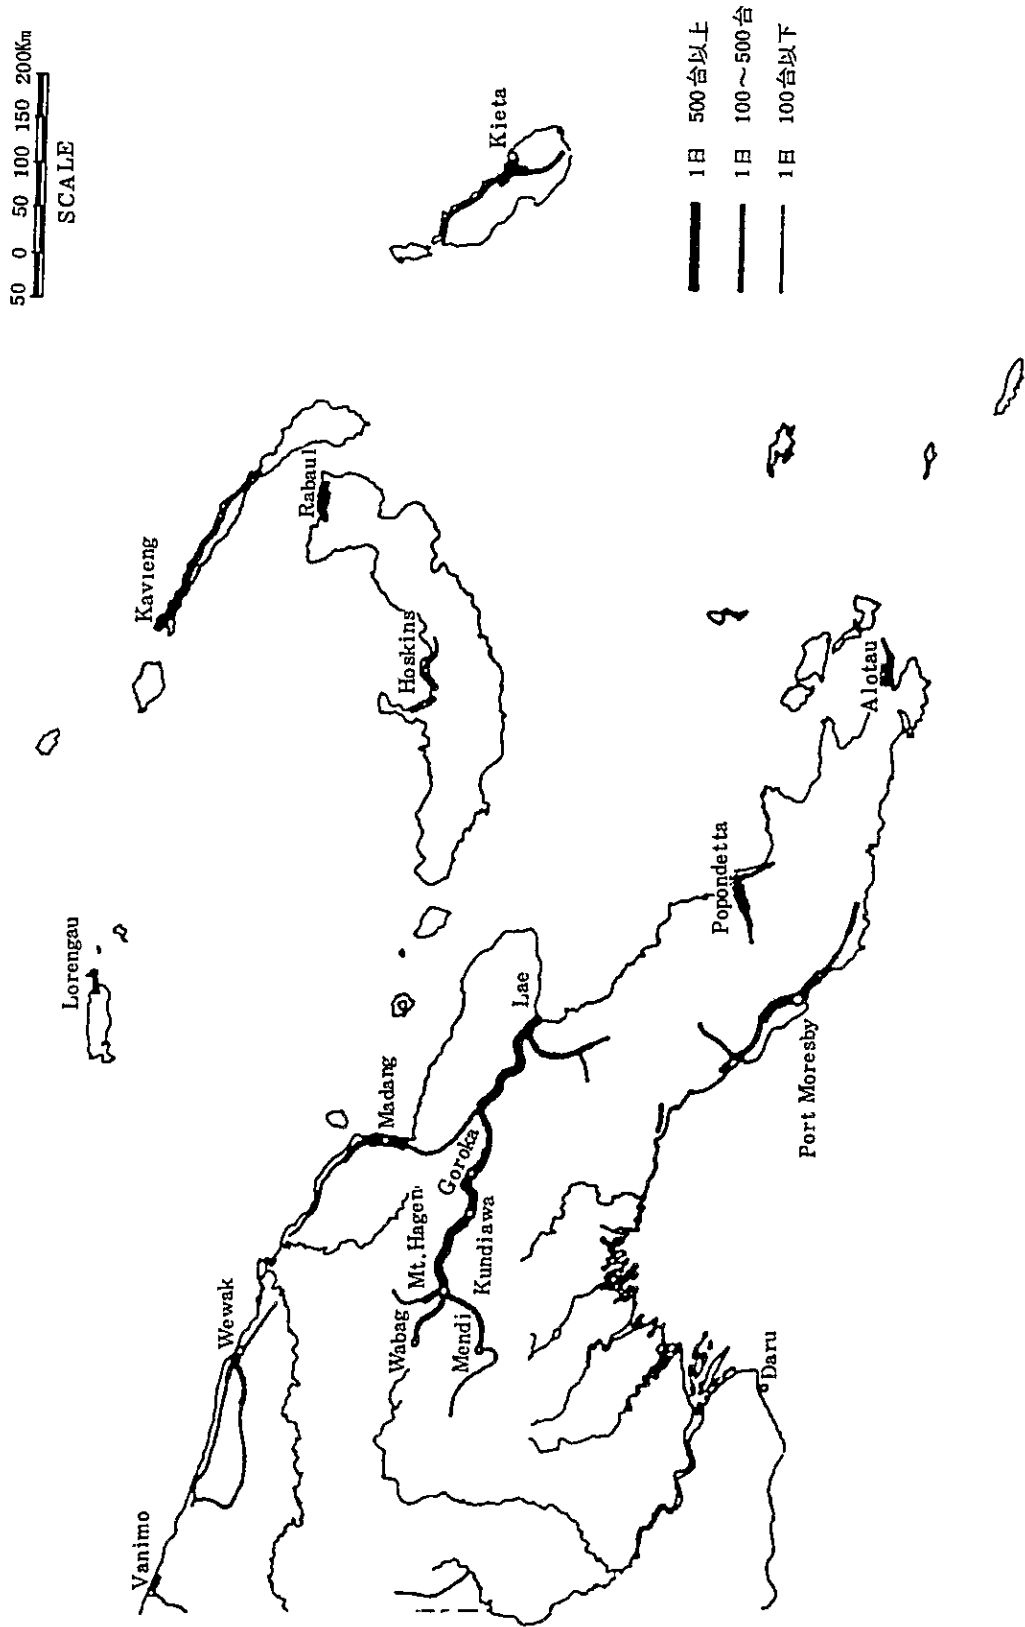 50 0 50 100 150 200Km
SCALE
Lorengau
Kavieng
Rabaul
Kieta
Hoskins
Vanimo
Wewak
Madang
Wabag
Mt.Hagen
Goroka
Lae
Mendi
Kundiawa
Popondetta
Daru
Port Moresby
Alotau
1日 500台以上
1日 100～500台
1日 100台以下